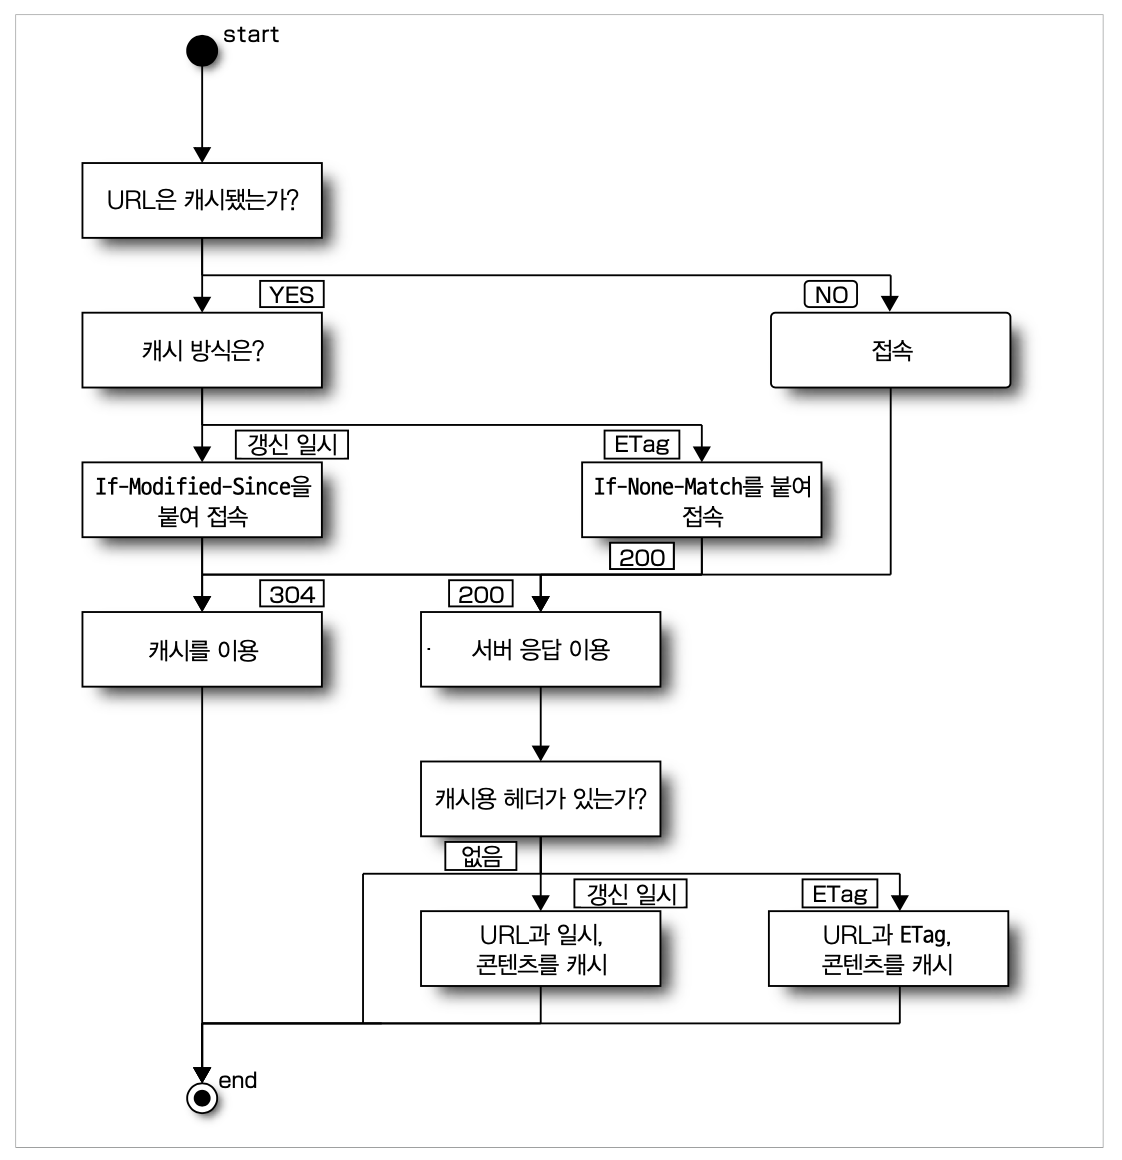 start
URL은 캐시됐는가?
YES
NO
캐시 방식은?
접속
갱신 일시
ETag
If-Modified-Since을
붙여 접속
If-None-Match를 붙여
접속
200
304
200
캐시를 이용
서버 응답 이용
캐시용 헤더가 있는가?
없음
갱신 일시
ETag
URL과 일시,
콘텐츠를 캐시
URL과 ETag,
콘텐츠를 캐시
end